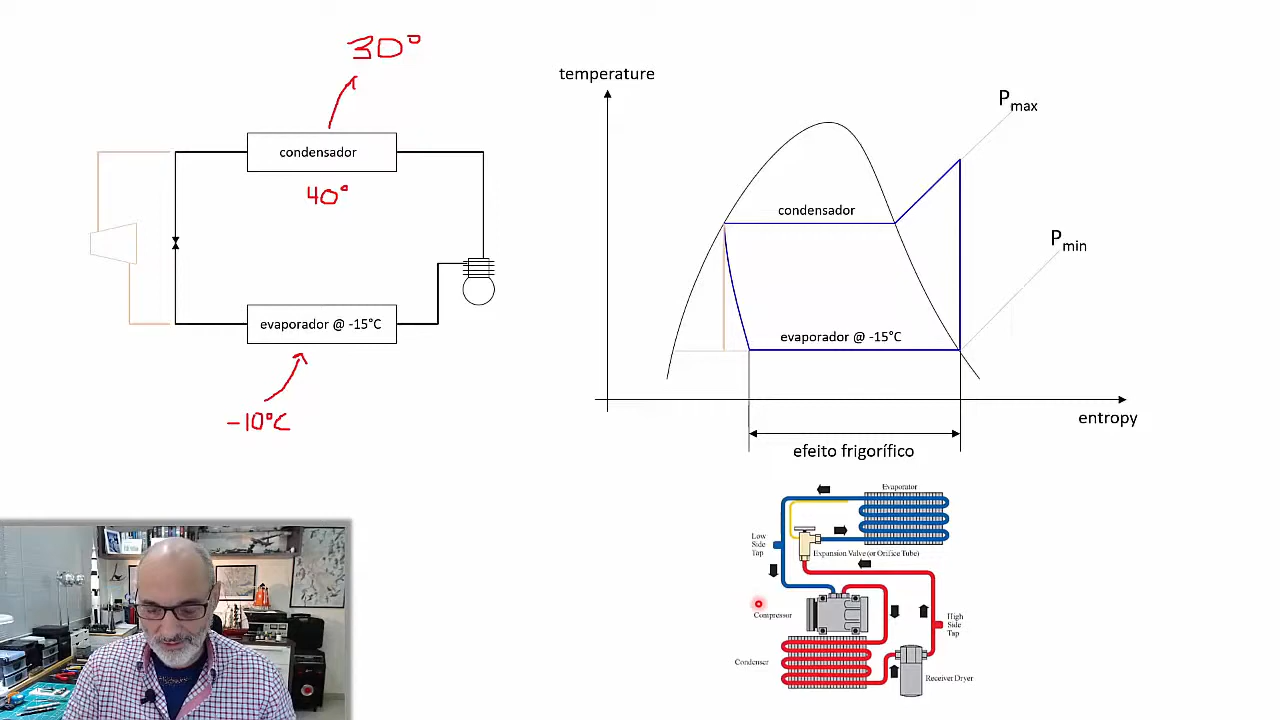 30°
condensador
40°
evaporador @ -15°C
-10°C
temperature
Pmax
condensador
Pmin
evaporador @ -15°C
entropy
efeito frigorífico
Evaporator
Low
Side
Tap
Expansion Valve (or Orifice Tube)
Compressor
High
Side
Tap
Condenser
Receiver Dryer